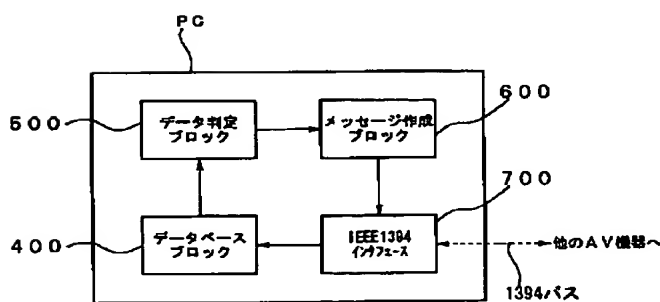 PC
500
データ判定
ブロック
メッセージ作成
ブロック
600
700
400
データベース
ブロック
IEEE1394
インタフェース
他のAV機器へ
1394バス